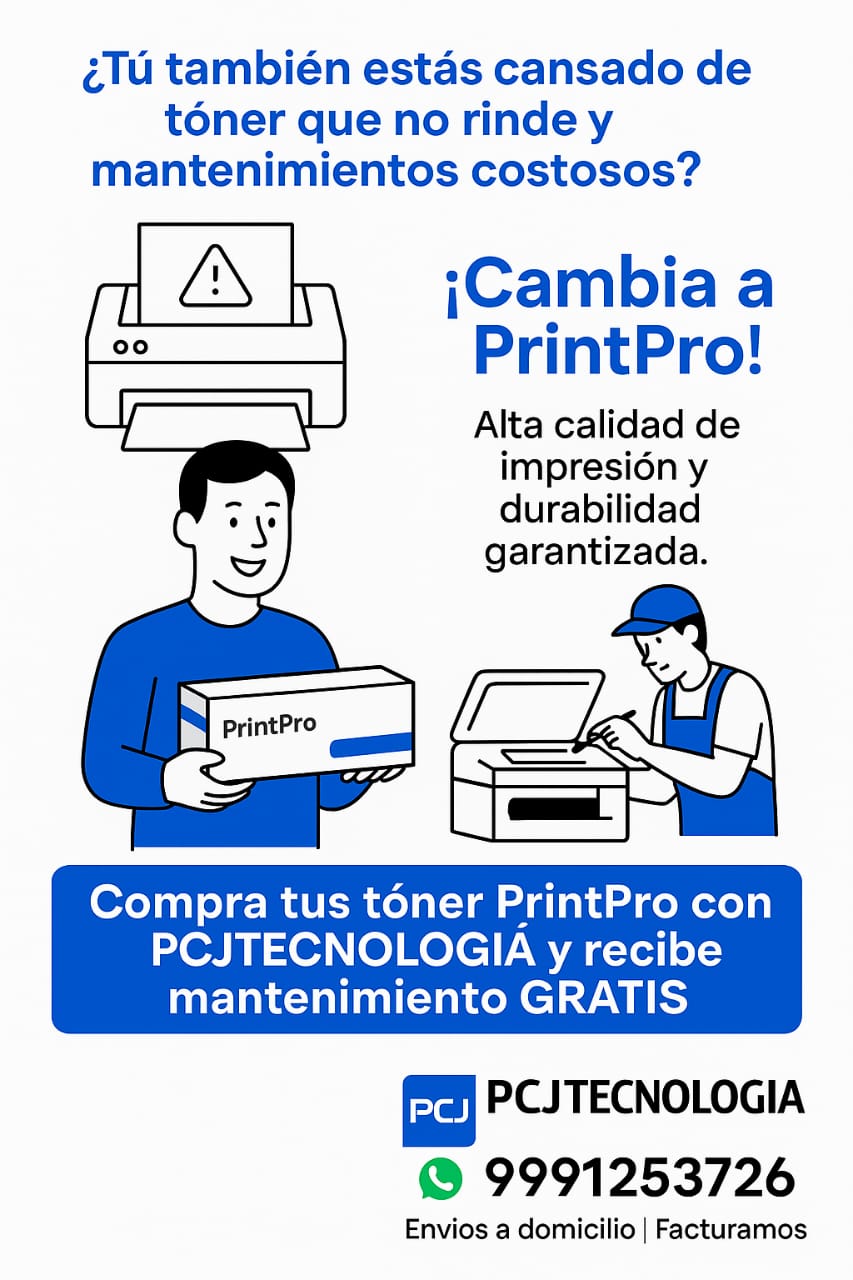 ¿Tú también estás cansado de
tóner que no rinde y
mantenimientos costosos?
¡Cambia a
PrintPro!
Alta calidad de
impresión y
durabilidad
garantizada.
PrintPro
Compra tus tóner PrintPro con
PCJTECNOLOGIÁ y recibe
mantenimiento GRATIS
PCJ PCJTECNOLOGIA
9991253726
Envios a domicilio | Facturamos